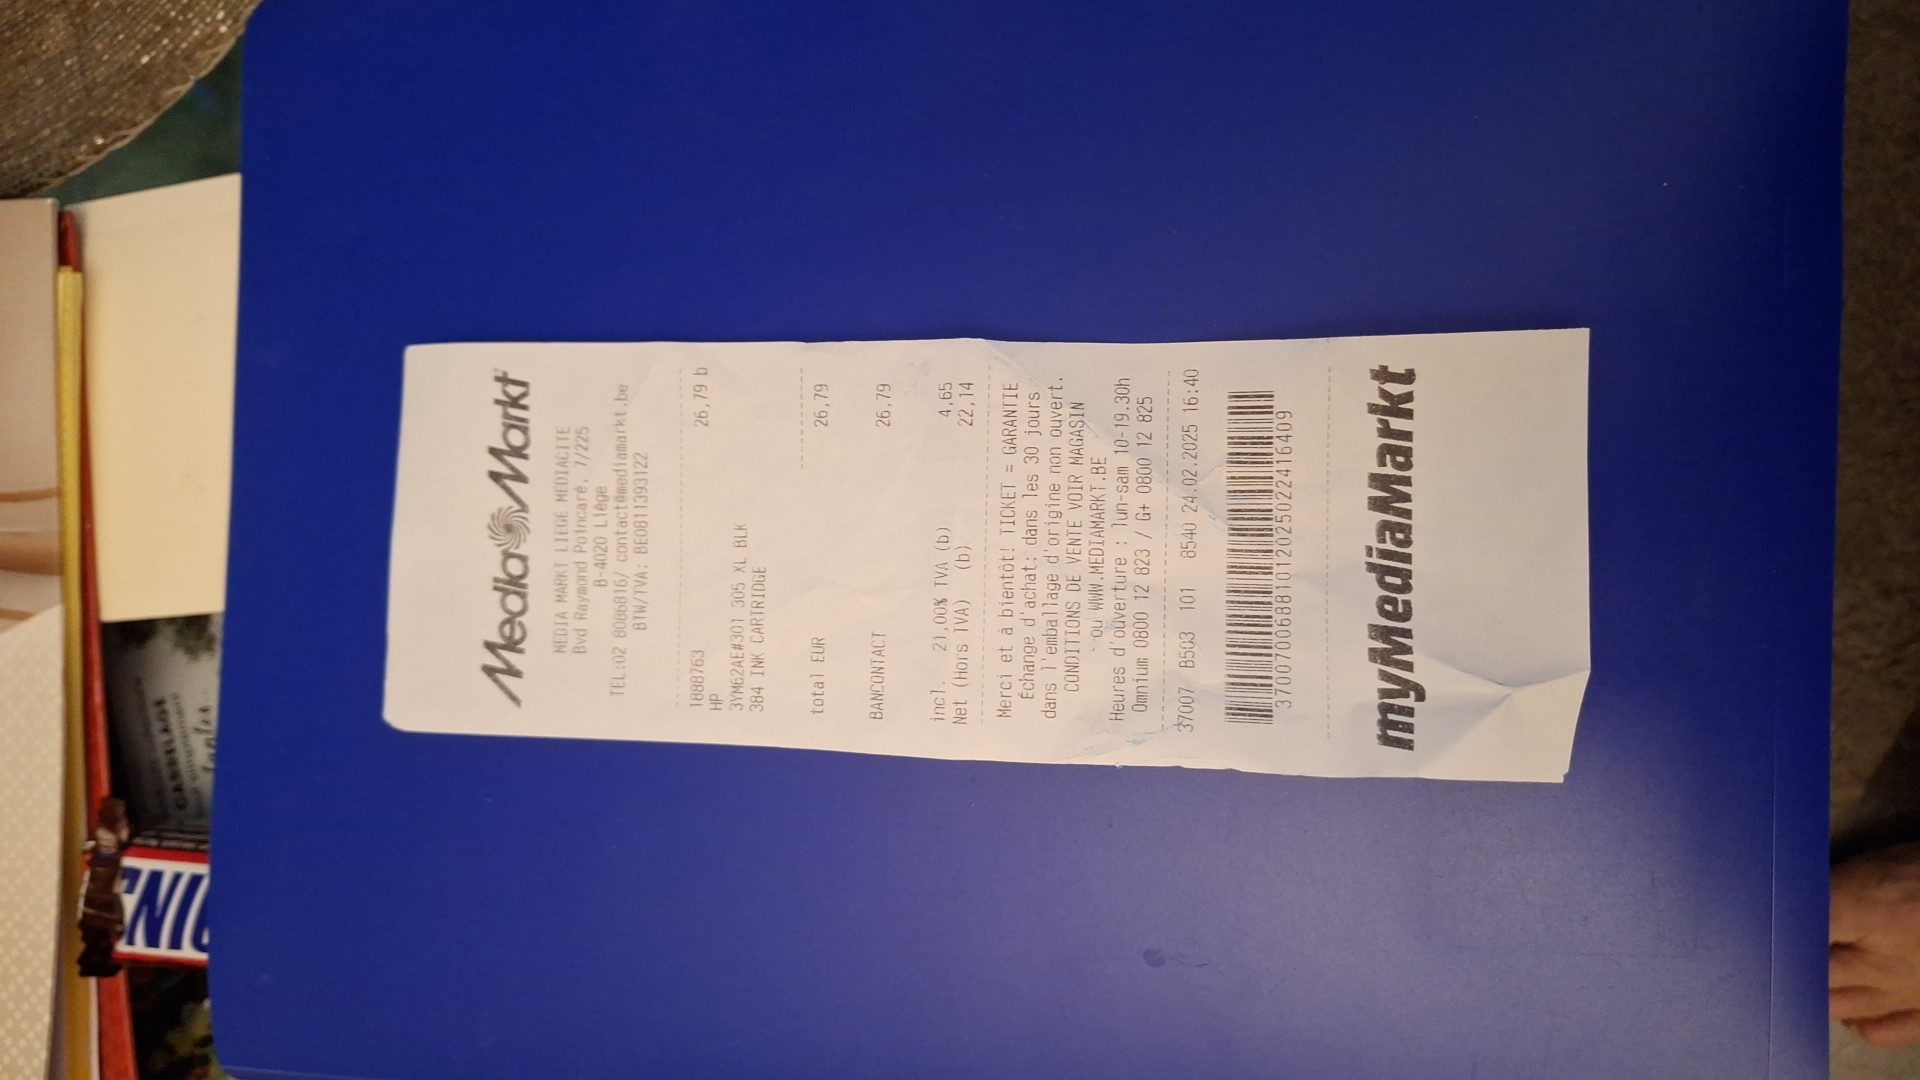 MediaMarkt
MEDIA MARKT LIEGE MEDIACITE
Bvd Raymond Poincaré, 7/225
B-4020 Liège
TEL:02 8086816/ contact@mediamarkt.be
BTW/TVA: BE0811393122
1888763 26,79 b
HP
3YM62AE#301 305 XL BLK
384 INK CARTRIDGE
total EUR 26,79
BANCONTACT 26,79
incl. 21,00% TVA (b) 4,65
Net (Hors TVA) (b) 22,14
Merci et à bientôt! TICKET = GARANTIE
Échange d'achat: dans les 30 jours
dans l'emballage d'origine non ouvert.
CONDITIONS DE VENTE VOIR MAGASIN
ou WWW.MEDIAMARKT.BE
Heures d'ouverture : lun-sam 10-19.30h
Omnium 0800 12 823 / G+ 0800 12 825
37007 B503 101 8540 24.02.2025 16:40
myMediaMarkt